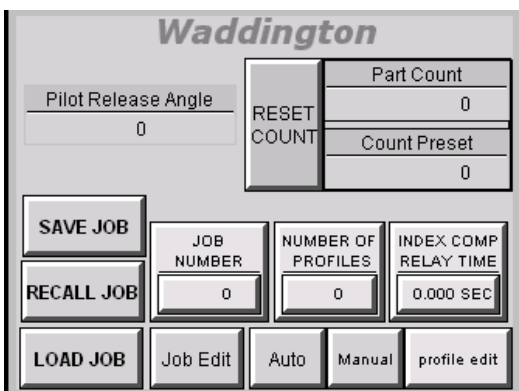 Waddington
Pilot Release Angle
0
RESET
COUNT
Part Count
0
Count Preset
0
SAVE JOB
RECALL JOB
JOB
NUMBER
0
NUMBER OF
PROFILES
0
INDEX COMP
RELAY TIME
0.000 SEC
LOAD JOB
Job Edit
Auto
Manual
profile edit